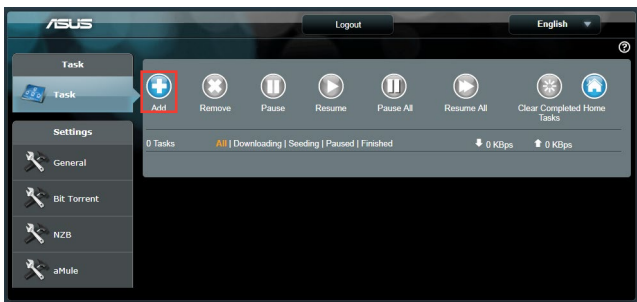 ASUS
Logout
English
?
Task
Task
Add Remove Pause Resume Pause All Resume All Clear Completed Tasks Home
0 Tasks All | Downloading | Seeding | Paused | Finished 0 KBps 0 KBps
Settings
General
Bit Torrent
NZB
aMule